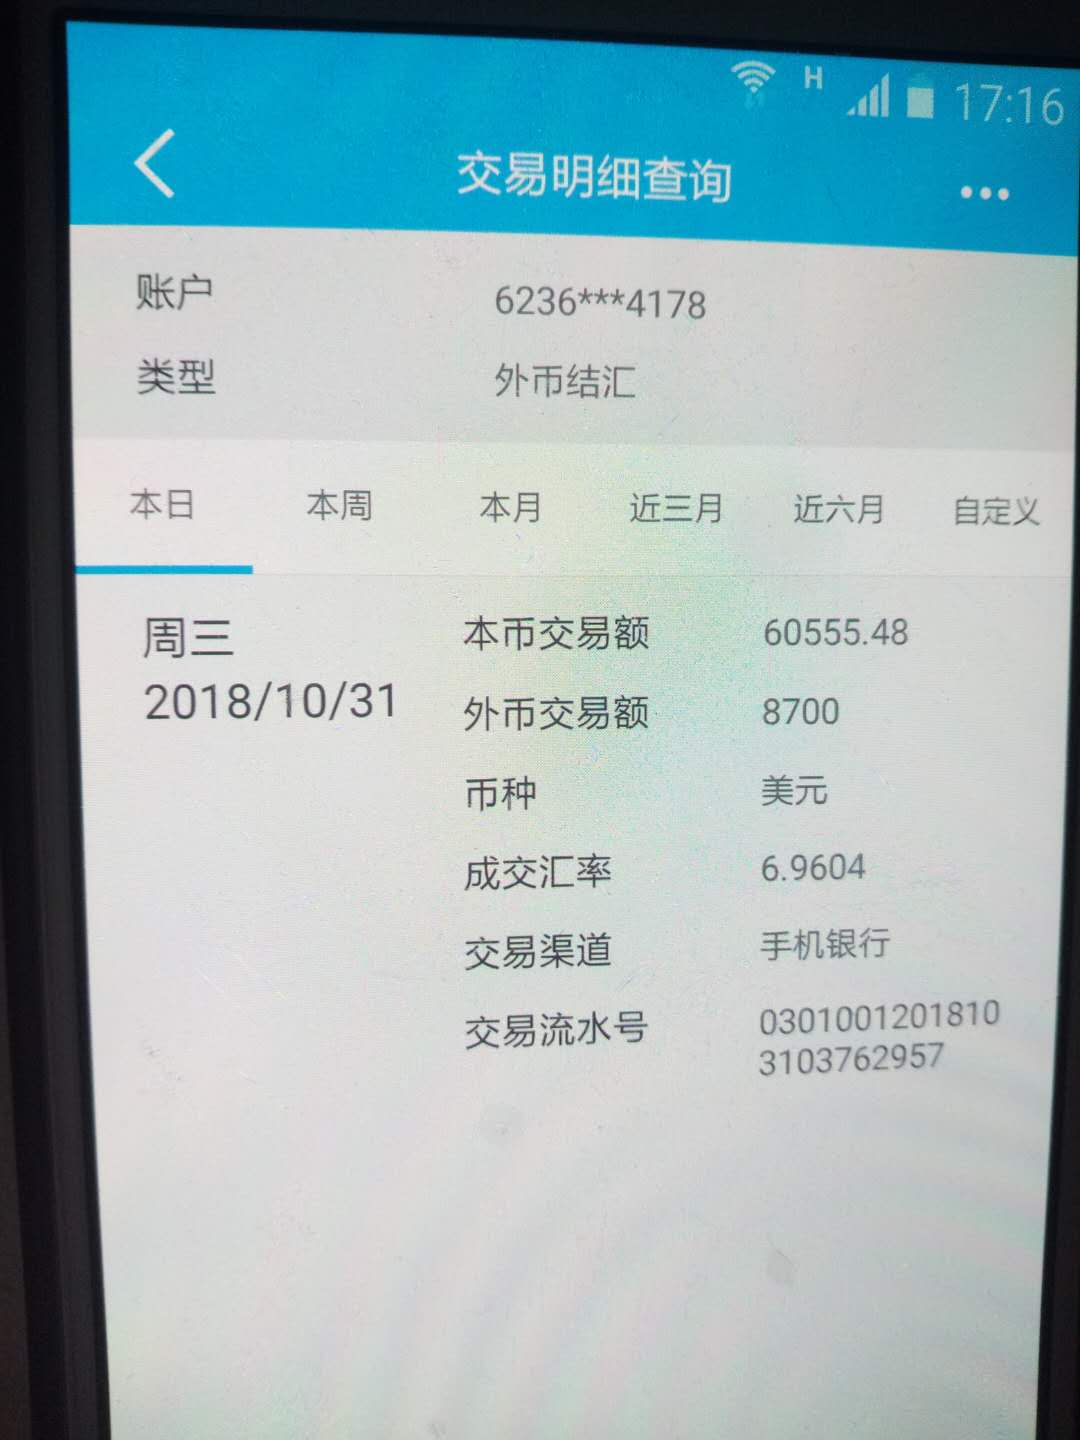 H 17:16
交易明细查询
账户 6236***4178
类型 外币结汇
本日 本周 本月 近三月 近六月 自定义
周三
2018/10/31
本币交易额 60555.48
外币交易额 8700
币种 美元
成交汇率 6.9604
交易渠道 手机银行
交易流水号 0301001201810
3103762957